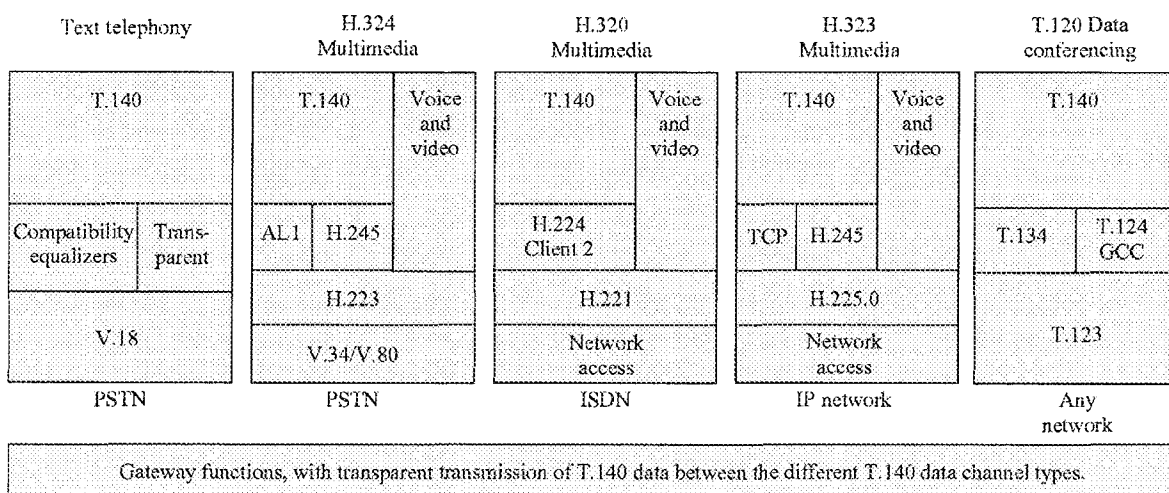 Text telephony
H.324
Multimedia
H.320
Multimedia
H.323
Multimedia
T.120 Data
conferencing
T.140
Compatibility
equalizers
Trans-
parent
V.18
PSTN
T.140
Voice
and
video
AL1
H.245
H.223
V.34/V.80
PSTN
T.140
Voice
and
video
H.224
Client 2
H.221
Network
access
ISDN
T.140
Voice
and
video
TCP
H.245
H.225.0
Network
access
IP network
T.140
T.134
T.124
GCC
T.123
Any
network
Gateway functions, with transparent transmission of T.140 data between the different T.140 data channel types.